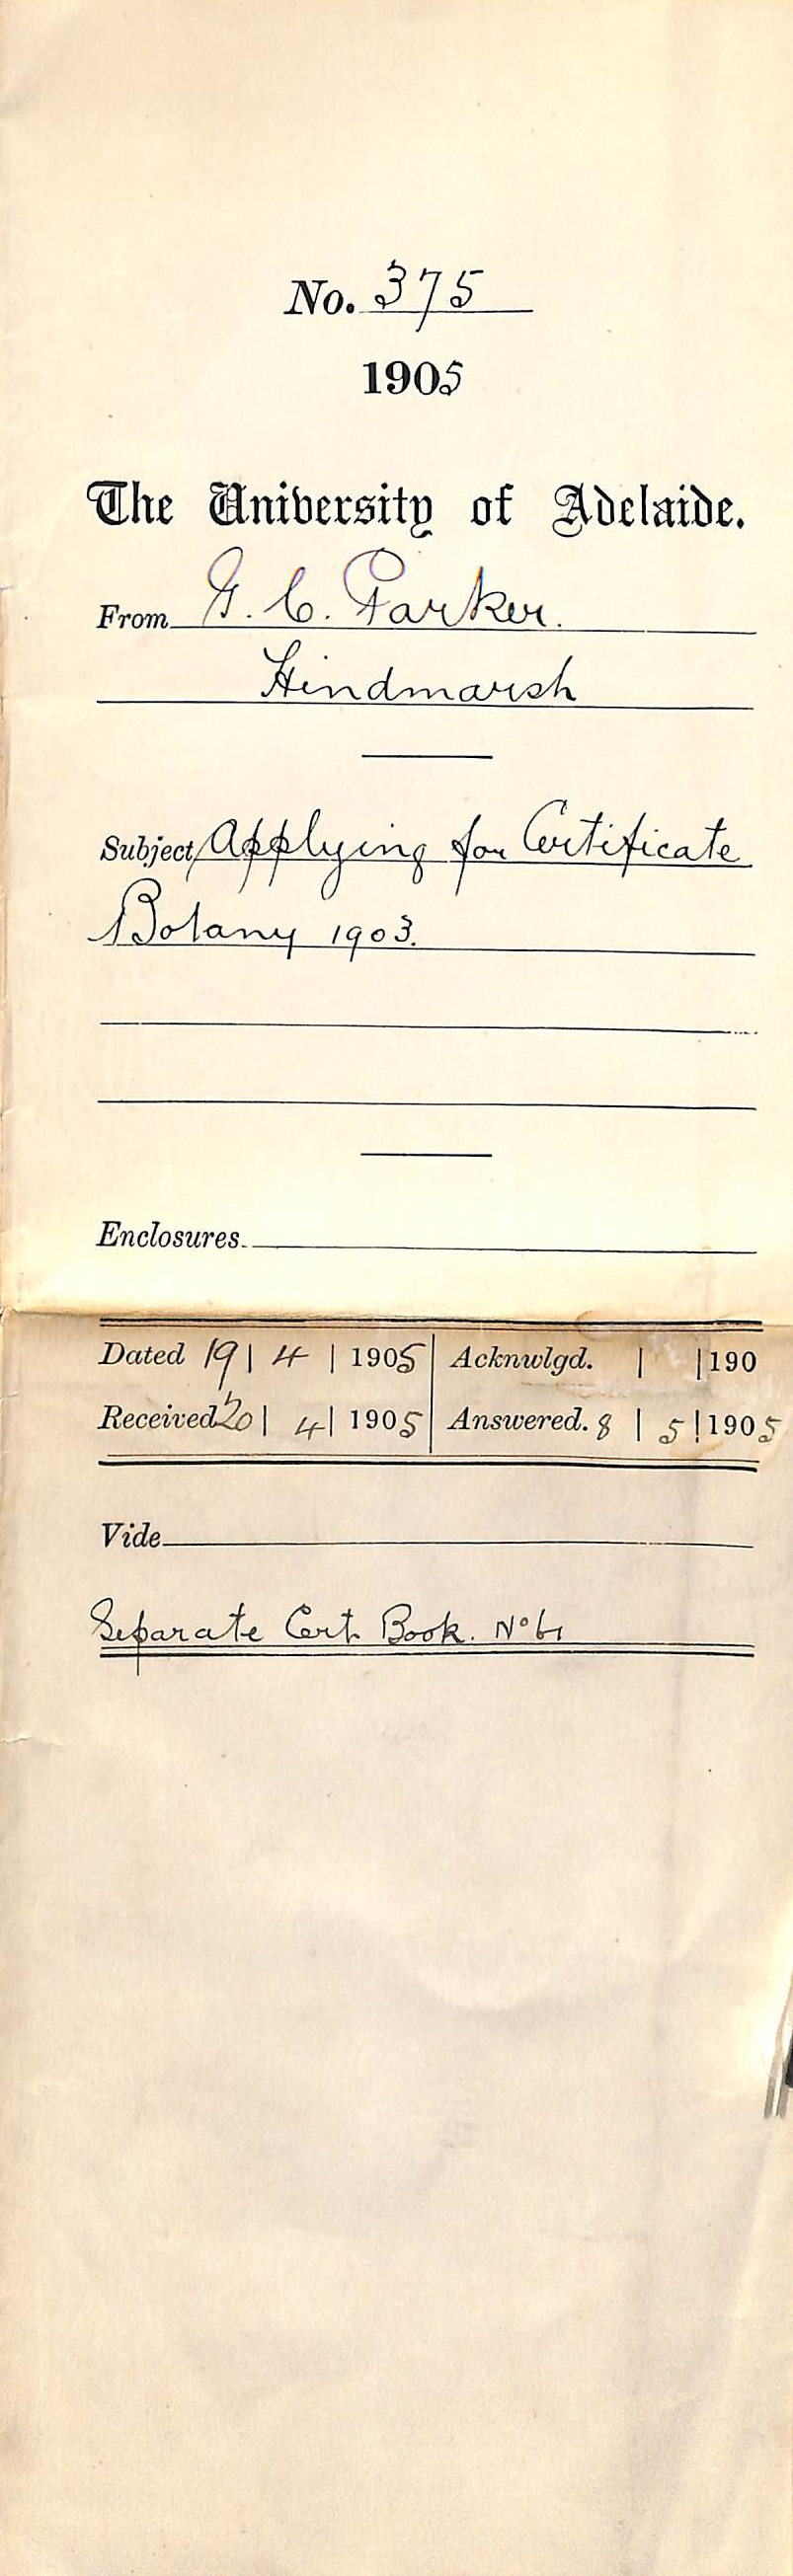 No. 375
1905
The University of Adelaide.
From G. C. Parker.
Hindmarsh
Subject, Applying for Certificate
Botany 1903.
Enclosures.
Dated 19 | 4 | 1905 Acknwlgd. | | 190
Received 20 | 4 | 1905 Answered. 8 | 5 | 1905
Vide
Separate Cert. Book. No